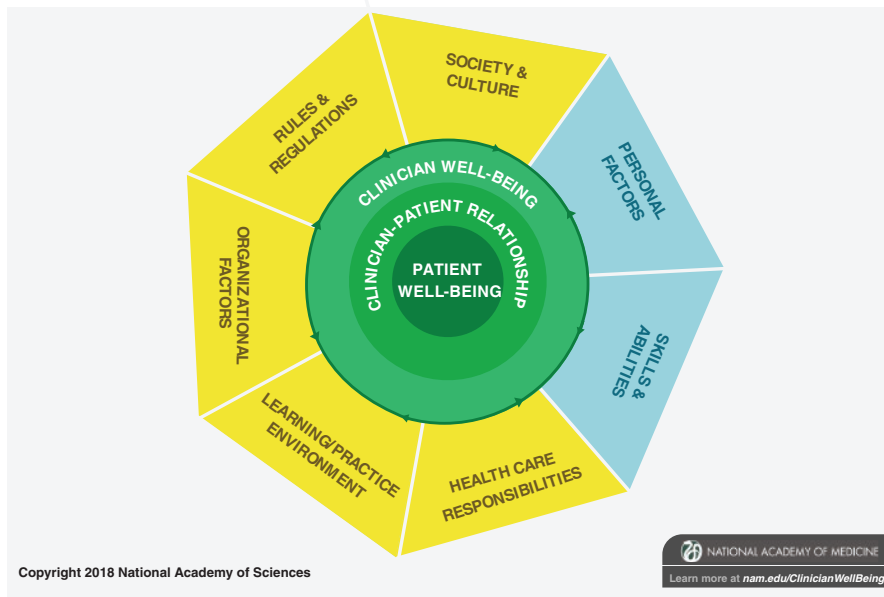 SOCIETY &
CULTURE
RULES &
REGULATIONS
PERSONAL
FACTORS
CLINICIAN WELL-BEING
CLINICIAN-PATIENT RELATIONSHIP
PATIENT
WELL-BEING
ORGANIZATIONAL
FACTORS
SKILLS &
ABILITIES
LEARNING/PRACTICE
ENVIRONMENT
HEALTH CARE
RESPONSIBILITIES
NATIONAL ACADEMY OF MEDICINE
Copyright 2018 National Academy of Sciences
Learn more at nam.edu/ClinicianWellBeing